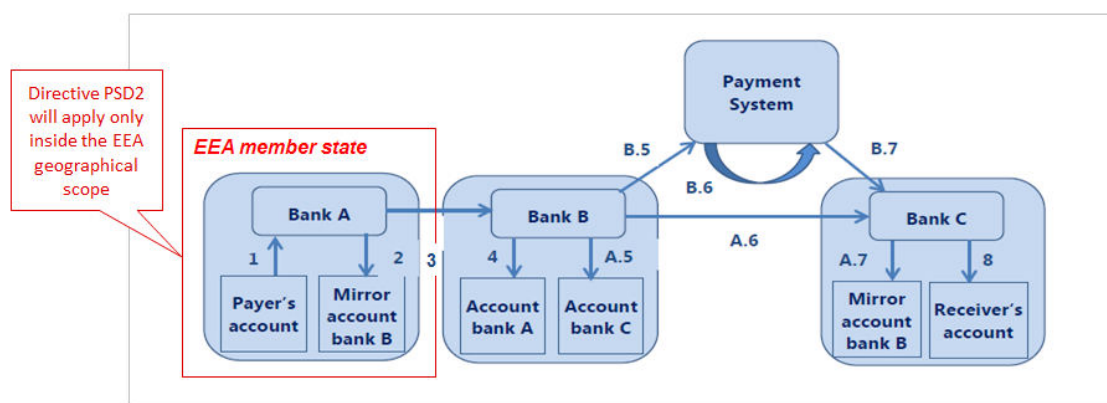 Directive PSD2
will apply only
inside the EEA
geographical
scope
EEA member state
Payment
System
B.5
B.6
B.7
Bank A
Bank B
Bank C
A.6
1
2
3
4
A.5
A.7
8
Payer's
account
Mirror
account
bank B
Account
bank A
Account
bank C
Mirror
account
bank B
Receiver's
account